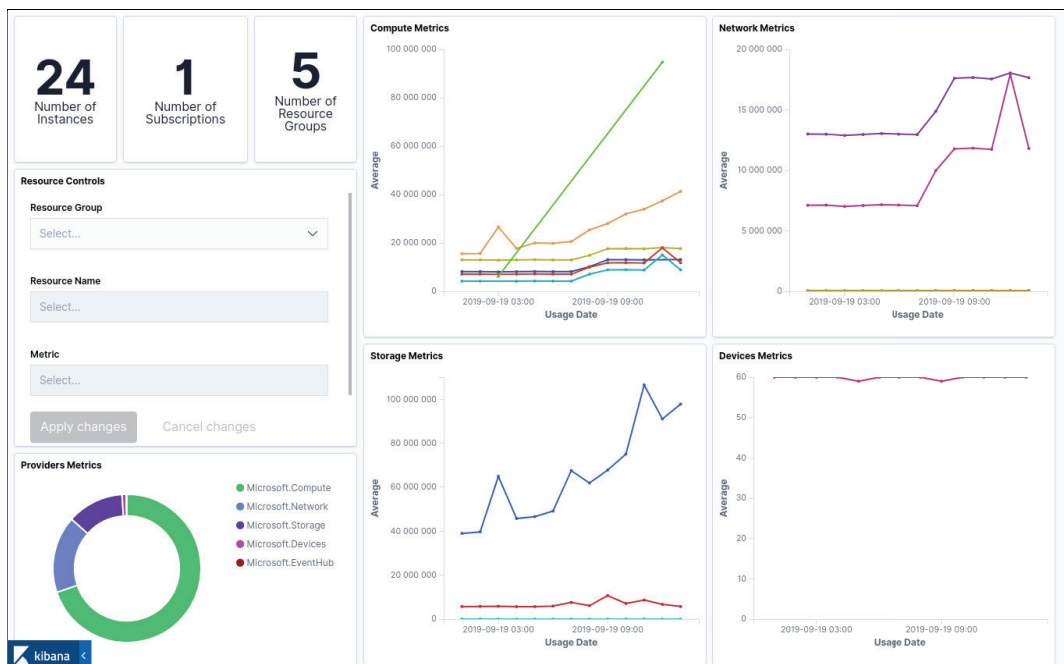 24
Number of
Instances
1
Number of
Subscriptions
5
Number of
Resource
Groups
Resource Controls
Resource Group
Select...
Resource Name
Select...
Metric
Select...
Apply changes
Cancel changes
Providers Metrics
Microsoft.Compute
Microsoft.Network
Microsoft.Storage
Microsoft.Devices
Microsoft.EventHub
kibana
Compute Metrics
100 000 000
80 000 000
60 000 000
40 000 000
20 000 000
0
Average
2019-09-19 03:00
2019-09-19 09:00
Usage Date
Network Metrics
20 000 000
15 000 000
10 000 000
5 000 000
0
Average
2019-09-19 03:00
2019-09-19 09:00
Usage Date
Storage Metrics
100 000 000
80 000 000
60 000 000
40 000 000
20 000 000
0
Average
2019-09-19 03:00
2019-09-19 09:00
Usage Date
Devices Metrics
60
50
40
30
20
10
0
Average
2019-09-19 03:00
2019-09-19 09:00
Usage Date